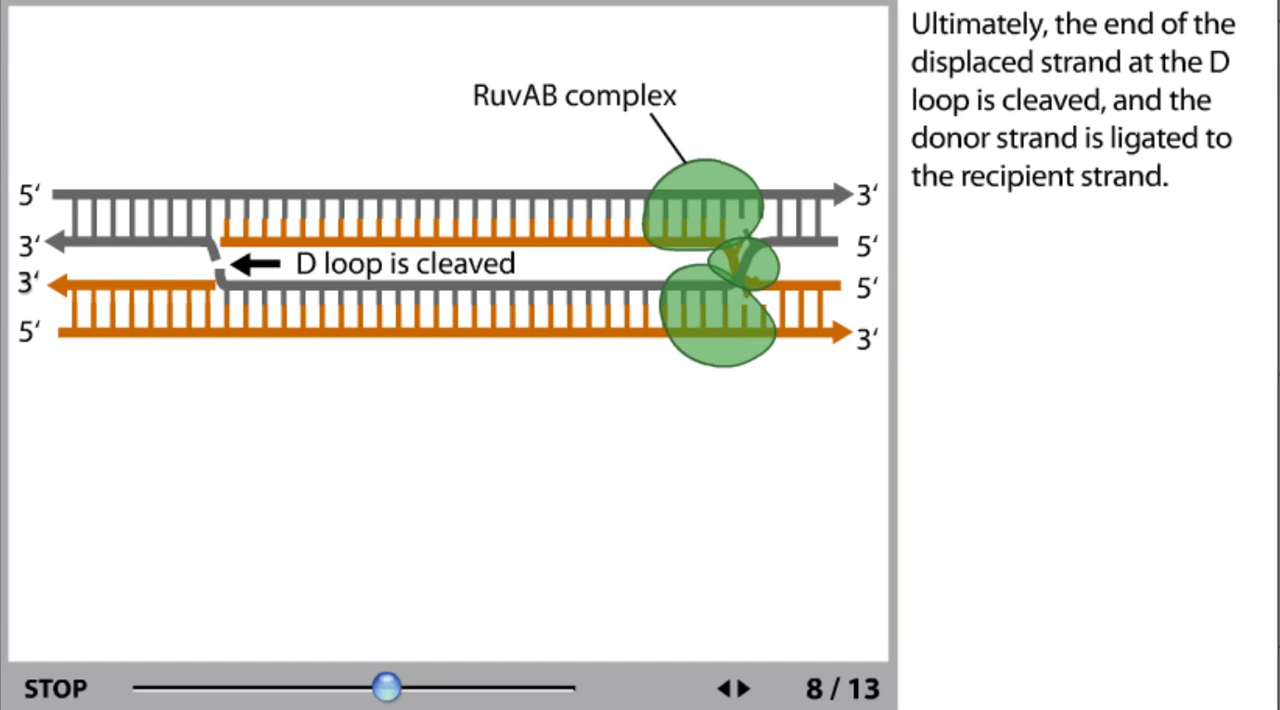 Ultimately, the end of the
displaced strand at the D
loop is cleaved, and the
donor strand is ligated to
the recipient strand.
RuvAB complex
5‘ 3‘
3‘ 5‘
D loop is cleaved
3‘ 5‘
5‘ 3‘
STOP 8 / 13